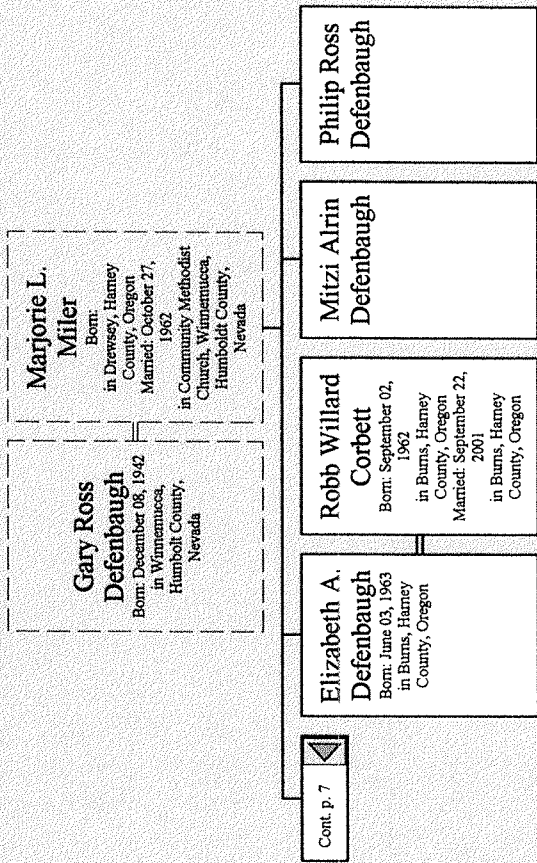 Gary Ross
Defenbaugh
Born: December 08, 1942
in Winnemucca,
Humbolt County,
Nevada
Marjorie L.
Miler
Born:
in Drewsey, Harney
County, Oregon
Married: October 27,
1962
in Community Methodist
Church, Winnemucca,
Humboldt County,
Nevada
Cont. p. 7
Elizabeth A.
Defenbaugh
Born: June 03, 1963
in Burns, Harney
County, Oregon
Robb Willard
Corbett
Born: September 02,
1962
in Burns, Harney
County, Oregon
Married: September 22,
2001
in Burns, Harney
County, Oregon
Mitzi Alrin
Defenbaugh
Philip Ross
Defenbaugh